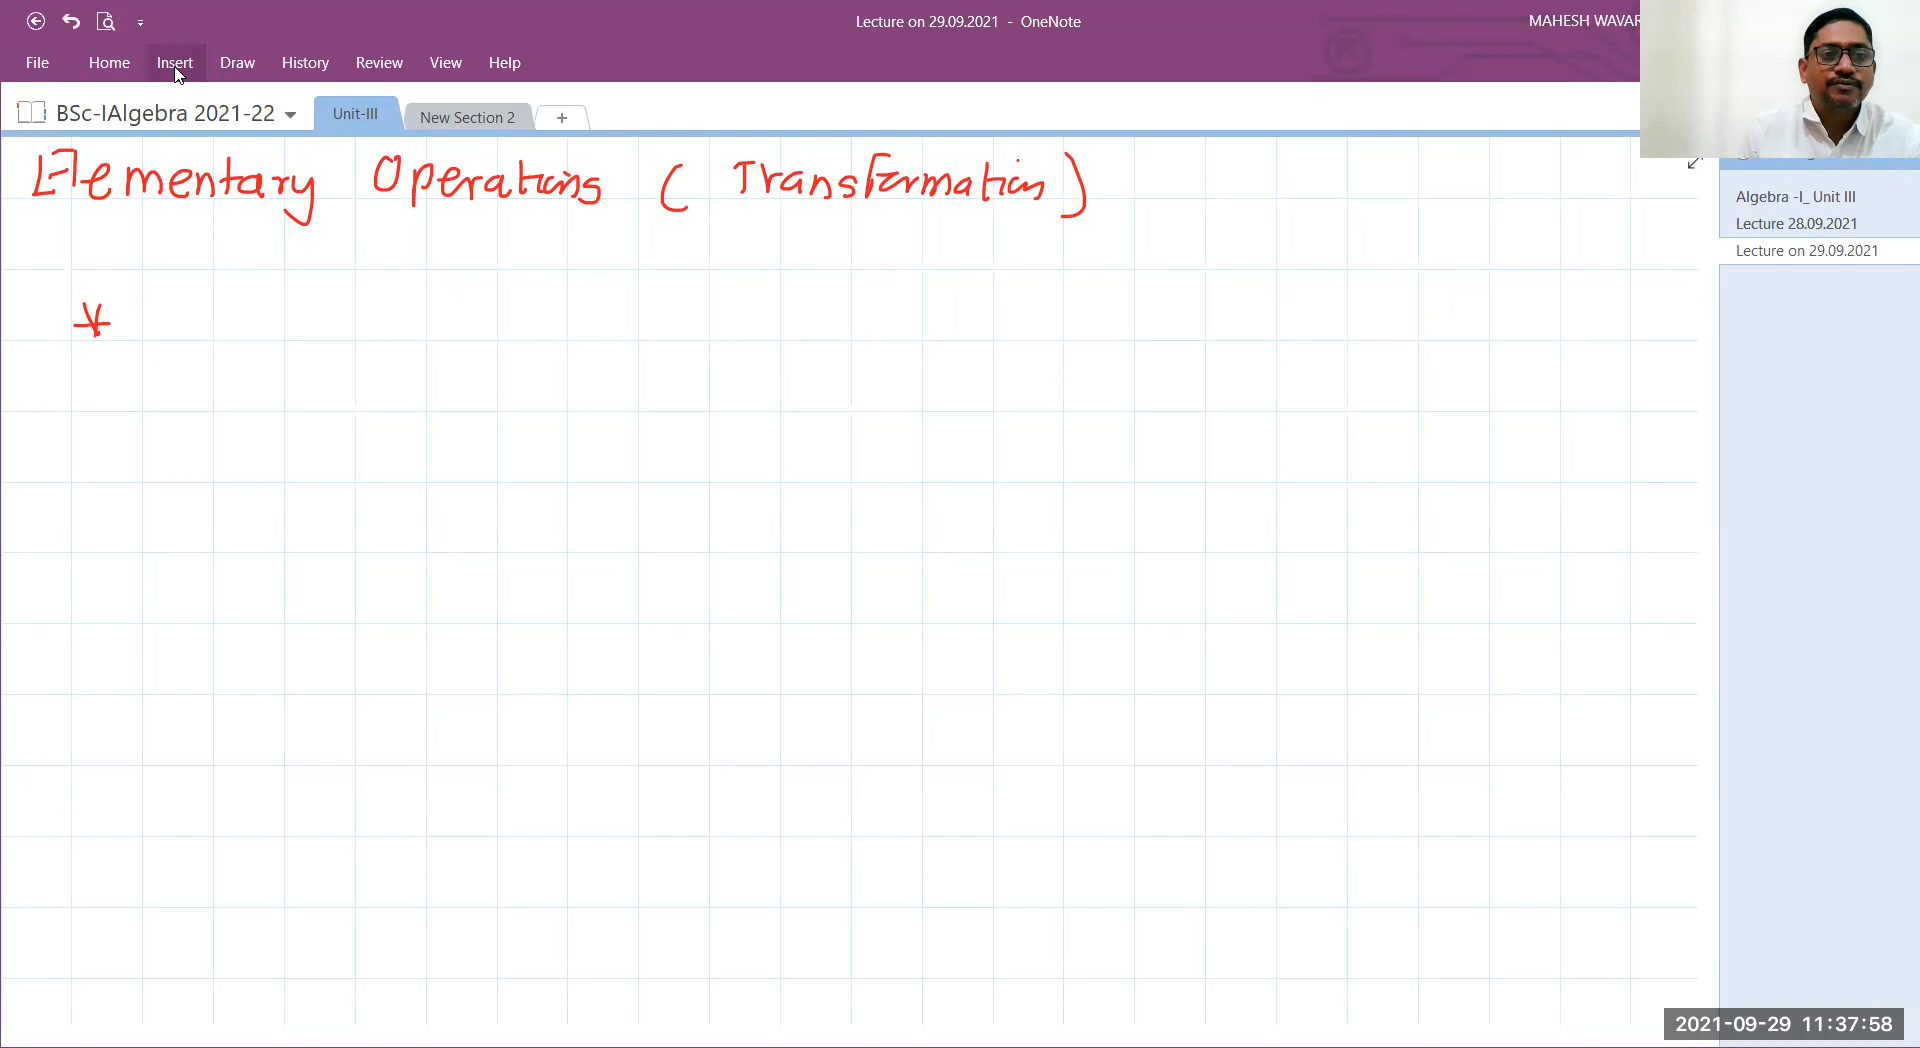 Lecture on 29.09.2021 - OneNote
MAHESH WAVAR
File Home Insert Draw History Review View Help
BSc-IAlgebra 2021-22 Unit-III New Section 2 +
Elementary Operations ( Transformation )
*
Algebra -I_ Unit III
Lecture 28.09.2021
Lecture on 29.09.2021
2021-09-29 11:37:58